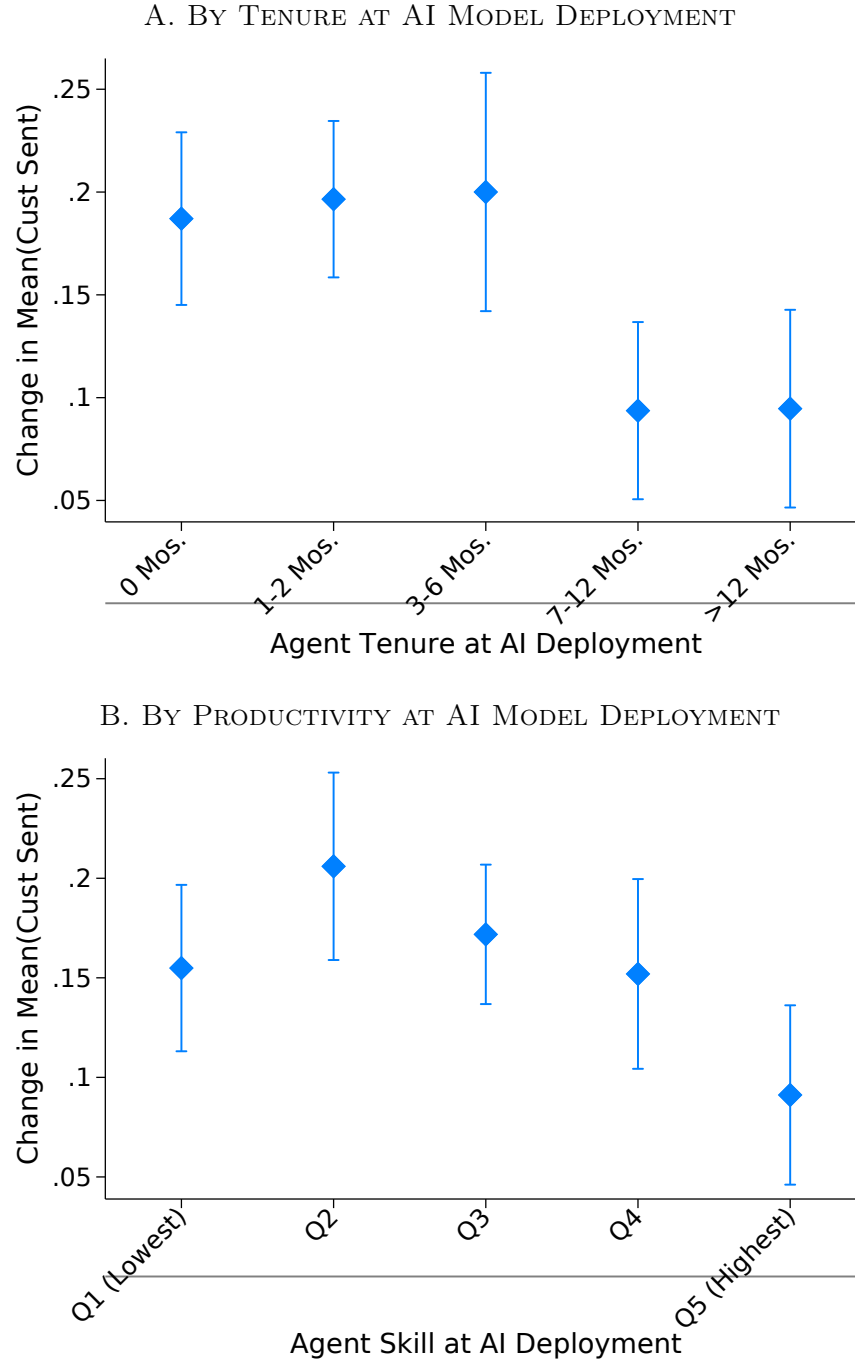 A. By Tenure at AI Model Deployment
Change in Mean(Cust Sent)
.25
.2
.15
.1
.05
0 Mos.
1-2 Mos.
3-6 Mos.
7-12 Mos.
>12 Mos.
Agent Tenure at AI Deployment
B. By Productivity at AI Model Deployment
Change in Mean(Cust Sent)
.25
.2
.15
.1
.05
Q1 (Lowest)
Q2
Q3
Q4
Q5 (Highest)
Agent Skill at AI Deployment